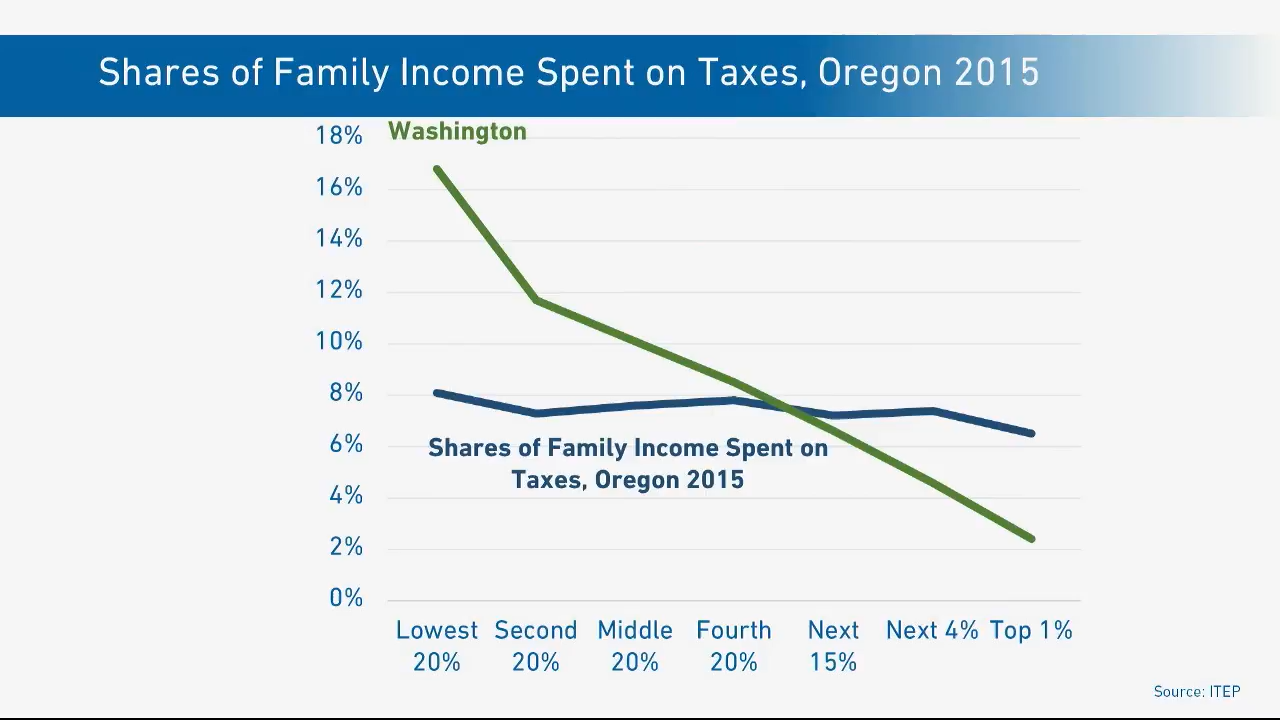 Shares of Family Income Spent on Taxes, Oregon 2015
18%
Washington
16%
14%
12%
10%
8%
6%
Shares of Family Income Spent on
Taxes, Oregon 2015
4%
2%
0%
Lowest Second Middle Fourth Next Next 4% Top 1%
20% 20% 20% 20% 15%
Source: ITEP